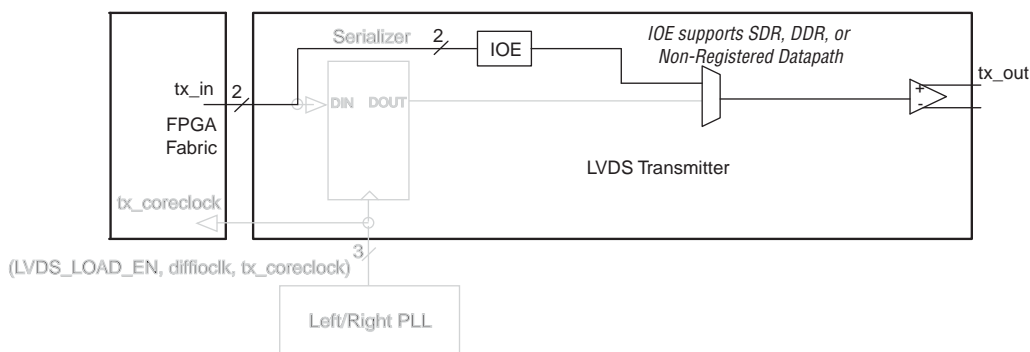 Serializer
2
IOE
IOE supports SDR, DDR, or
Non-Registered Datapath
tx_in
2
DIN
DOUT
+
-
tx_out
FPGA
Fabric
LVDS Transmitter
tx_coreclock
3
(LVDS_LOAD_EN, diffioclk, tx_coreclock)
Left/Right PLL